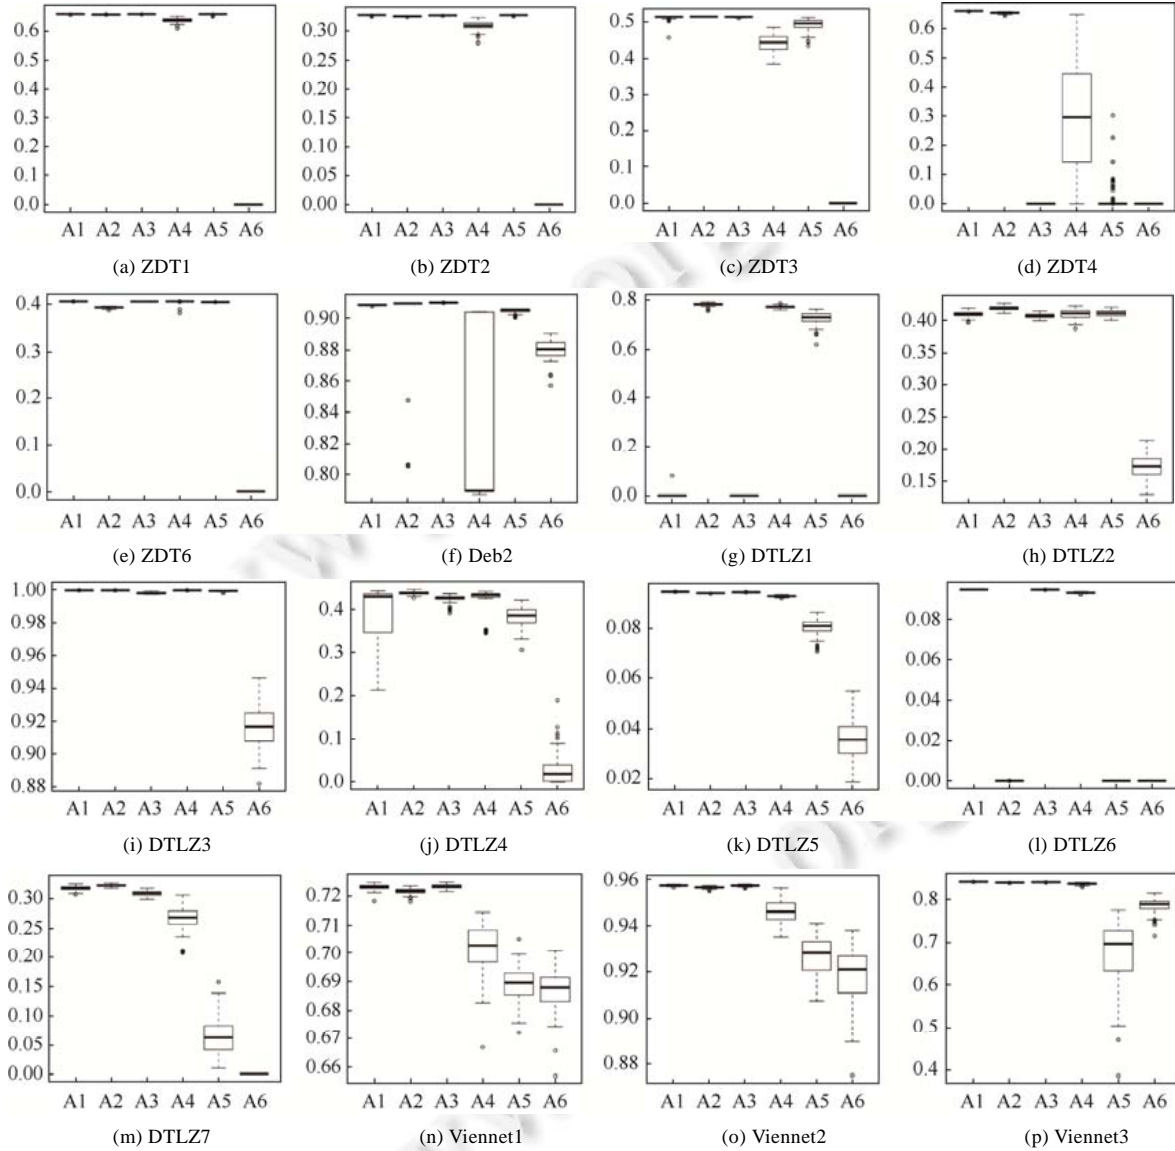 0.6
0.5
0.4
0.3
0.2
0.1
0.0
A1 A2 A3 A4 A5 A6
(a) ZDT1
0.30
0.25
0.20
0.15
0.10
0.05
0.00
A1 A2 A3 A4 A5 A6
(b) ZDT2
0.5
0.4
0.3
0.2
0.1
0.0
A1 A2 A3 A4 A5 A6
(c) ZDT3
0.6
0.5
0.4
0.3
0.2
0.1
0.0
A1 A2 A3 A4 A5 A6
(d) ZDT4
0.4
0.3
0.4
0.1
0.0
A1 A2 A3 A4 A5 A6
(e) ZDT6
0.90
0.88
0.86
0.84
0.82
0.80
A1 A2 A3 A4 A5 A6
(f) Deb2
0.8
0.6
0.4
0.2
0.0
A1 A2 A3 A4 A5 A6
(g) DTLZ1
0.40
0.35
0.30
0.25
0.20
0.15
A1 A2 A3 A4 A5 A6
(h) DTLZ2
1.00
0.98
0.96
0.94
0.92
0.90
0.88
A1 A2 A3 A4 A5 A6
(i) DTLZ3
0.4
0.3
0.2
0.1
0.0
A1 A2 A3 A4 A5 A6
(j) DTLZ4
0.08
0.06
0.04
0.02
A1 A2 A3 A4 A5 A6
(k) DTLZ5
0.08
0.06
0.04
0.02
0.00
A1 A2 A3 A4 A5 A6
(l) DTLZ6
0.30
0.25
0.20
0.15
0.10
0.05
0.00
A1 A2 A3 A4 A5 A6
(m) DTLZ7
0.72
0.71
0.70
0.69
0.68
0.67
0.66
A1 A2 A3 A4 A5 A6
(n) Viennet1
0.96
0.94
0.92
0.90
0.88
A1 A2 A3 A4 A5 A6
(o) Viennet2
0.8
0.7
0.6
0.5
0.4
A1 A2 A3 A4 A5 A6
(p) Viennet3